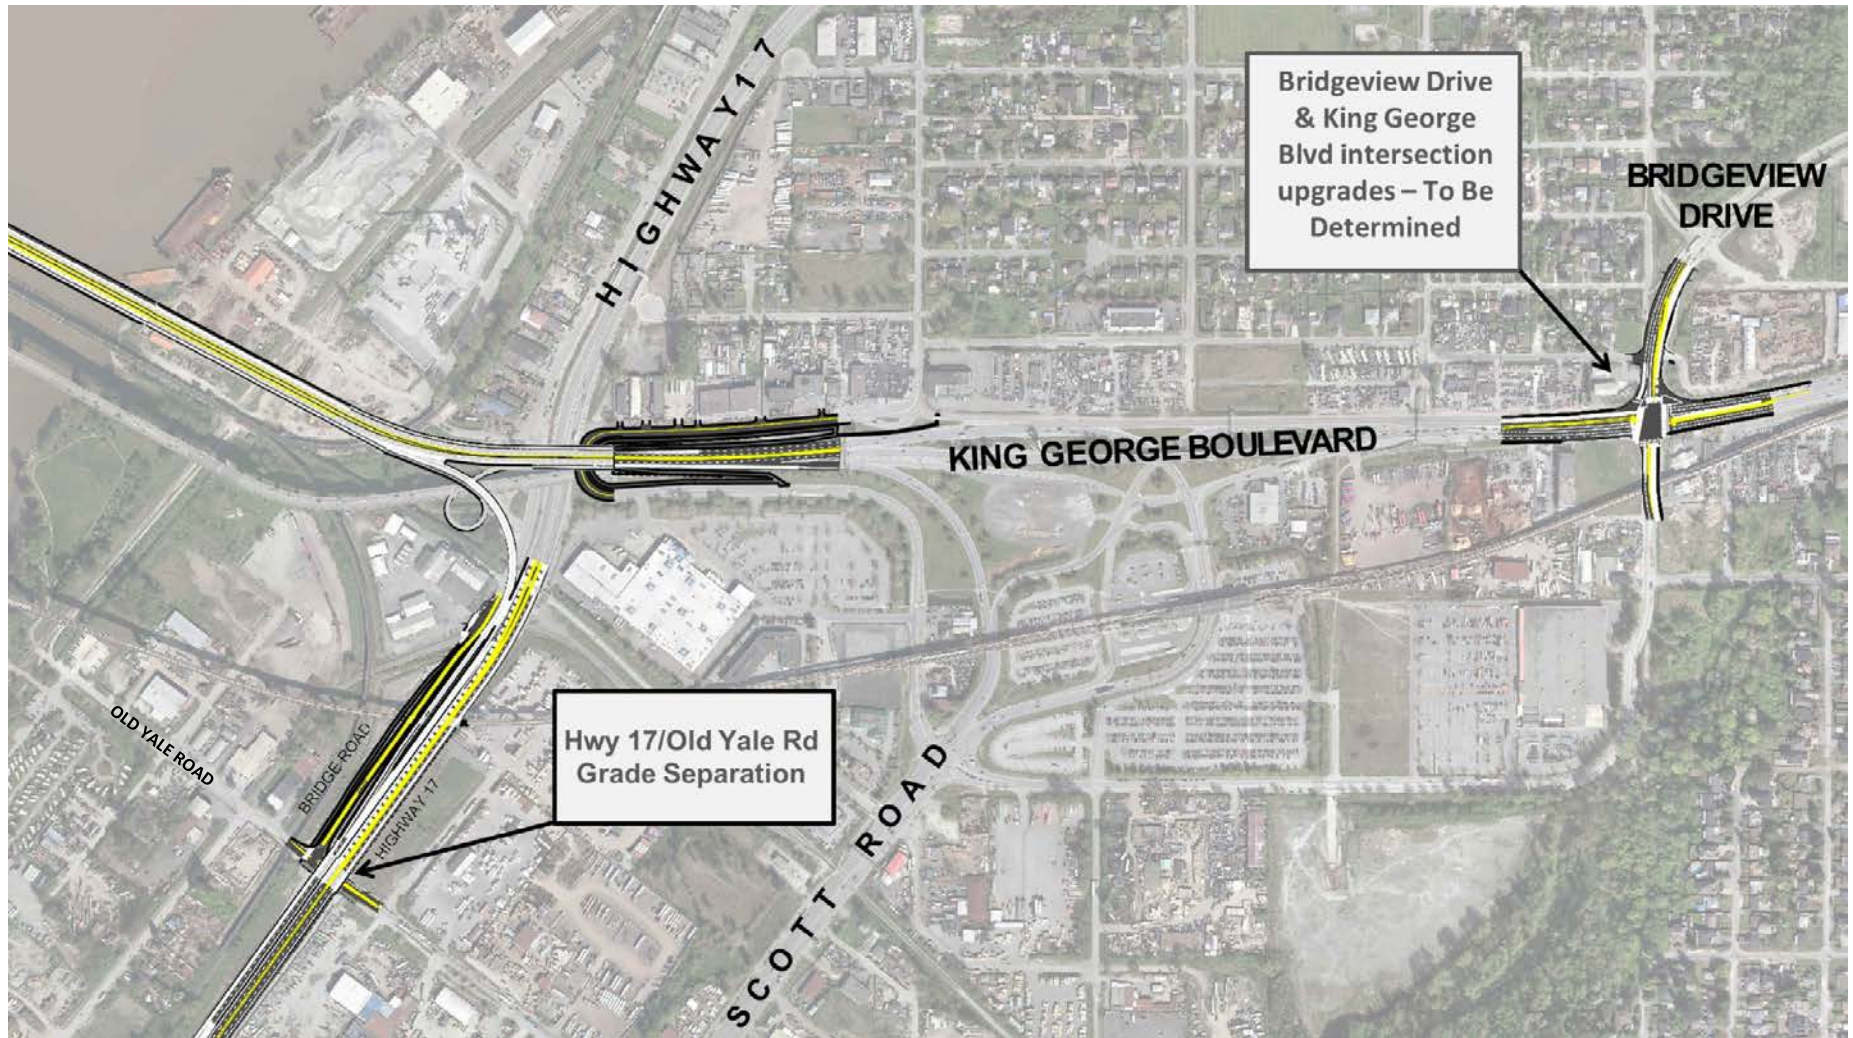 HIGHWAY 17
Bridgeview Drive
& King George
Blvd intersection
upgrades – To Be
Determined
BRIDGEVIEW
DRIVE
KING GEORGE BOULEVARD
OLD YALE ROAD
BRIDGE ROAD
HIGHWAY 17
Hwy 17/Old Yale Rd
Grade Separation
SCOTT ROAD